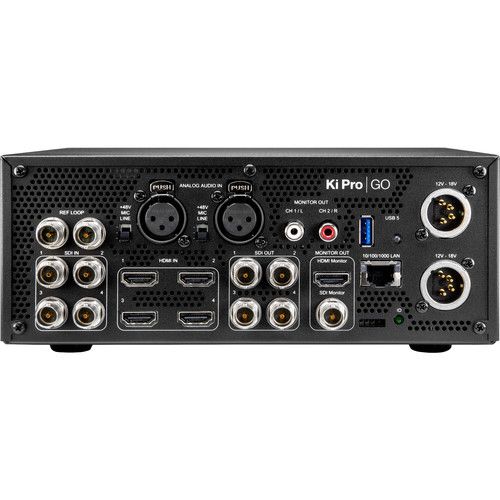 ANALOG AUDIO IN
PUSH
PUSH
+48V
MIC
LINE
+48V
MIC
LINE
Ki Pro GO
MONITOR OUT
CH 1 / L
CH 2 / R
USB 5
12V - 18V
REF LOOP
1 SDI IN 2
1 HDMI IN 2
1 SDI OUT 2
MONITOR OUT
HDMI Monitor
10/100/1000 LAN
12V - 18V
3 4
3 4
3 4
SDI Monitor
ID